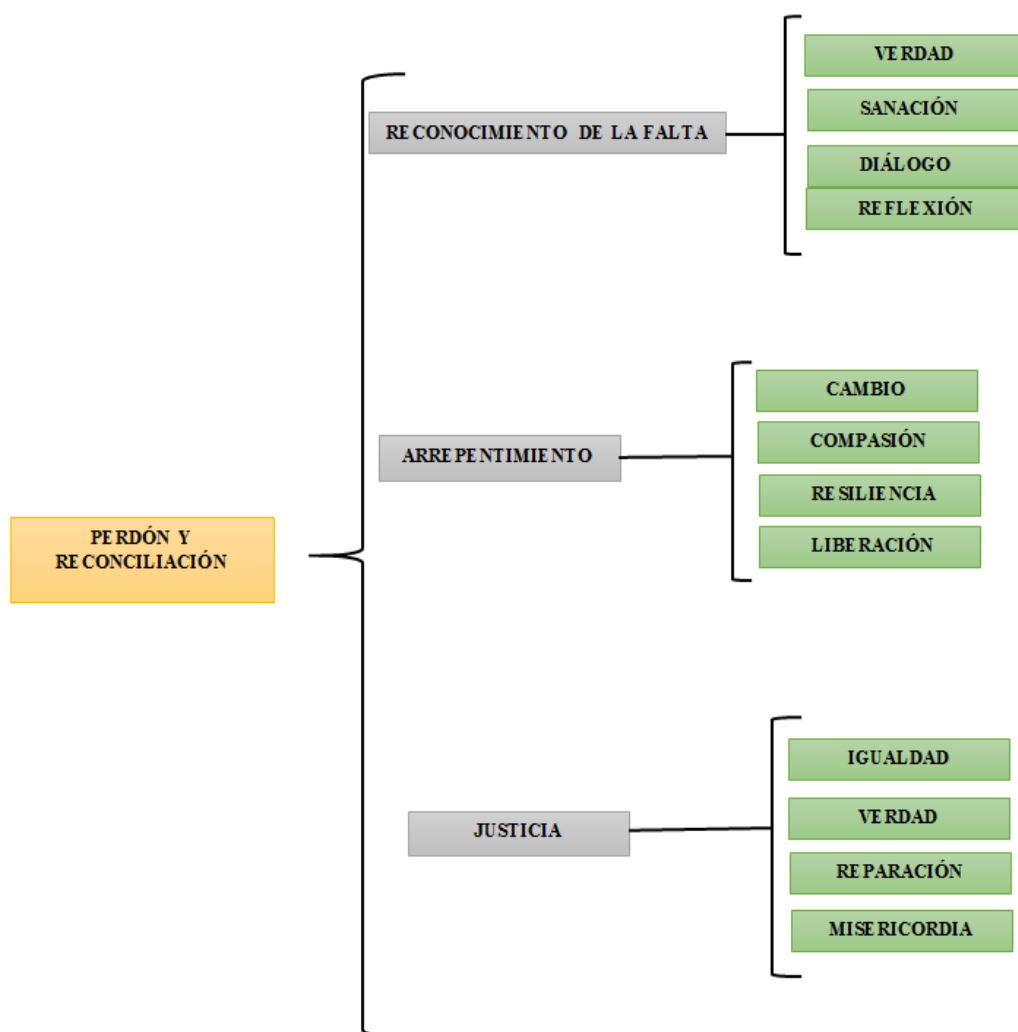 PERDÓN Y
RECONCILIACIÓN
RECONOCIMIENTO DE LA FALTA
VERDAD
SANACIÓN
DIÁLOGO
REFLEXIÓN
ARREPENTIMIENTO
CAMBIO
COMPASIÓN
RESILIENCIA
LIBERACIÓN
JUSTICIA
IGUALDAD
VERDAD
REPARACIÓN
MISERICORDIA